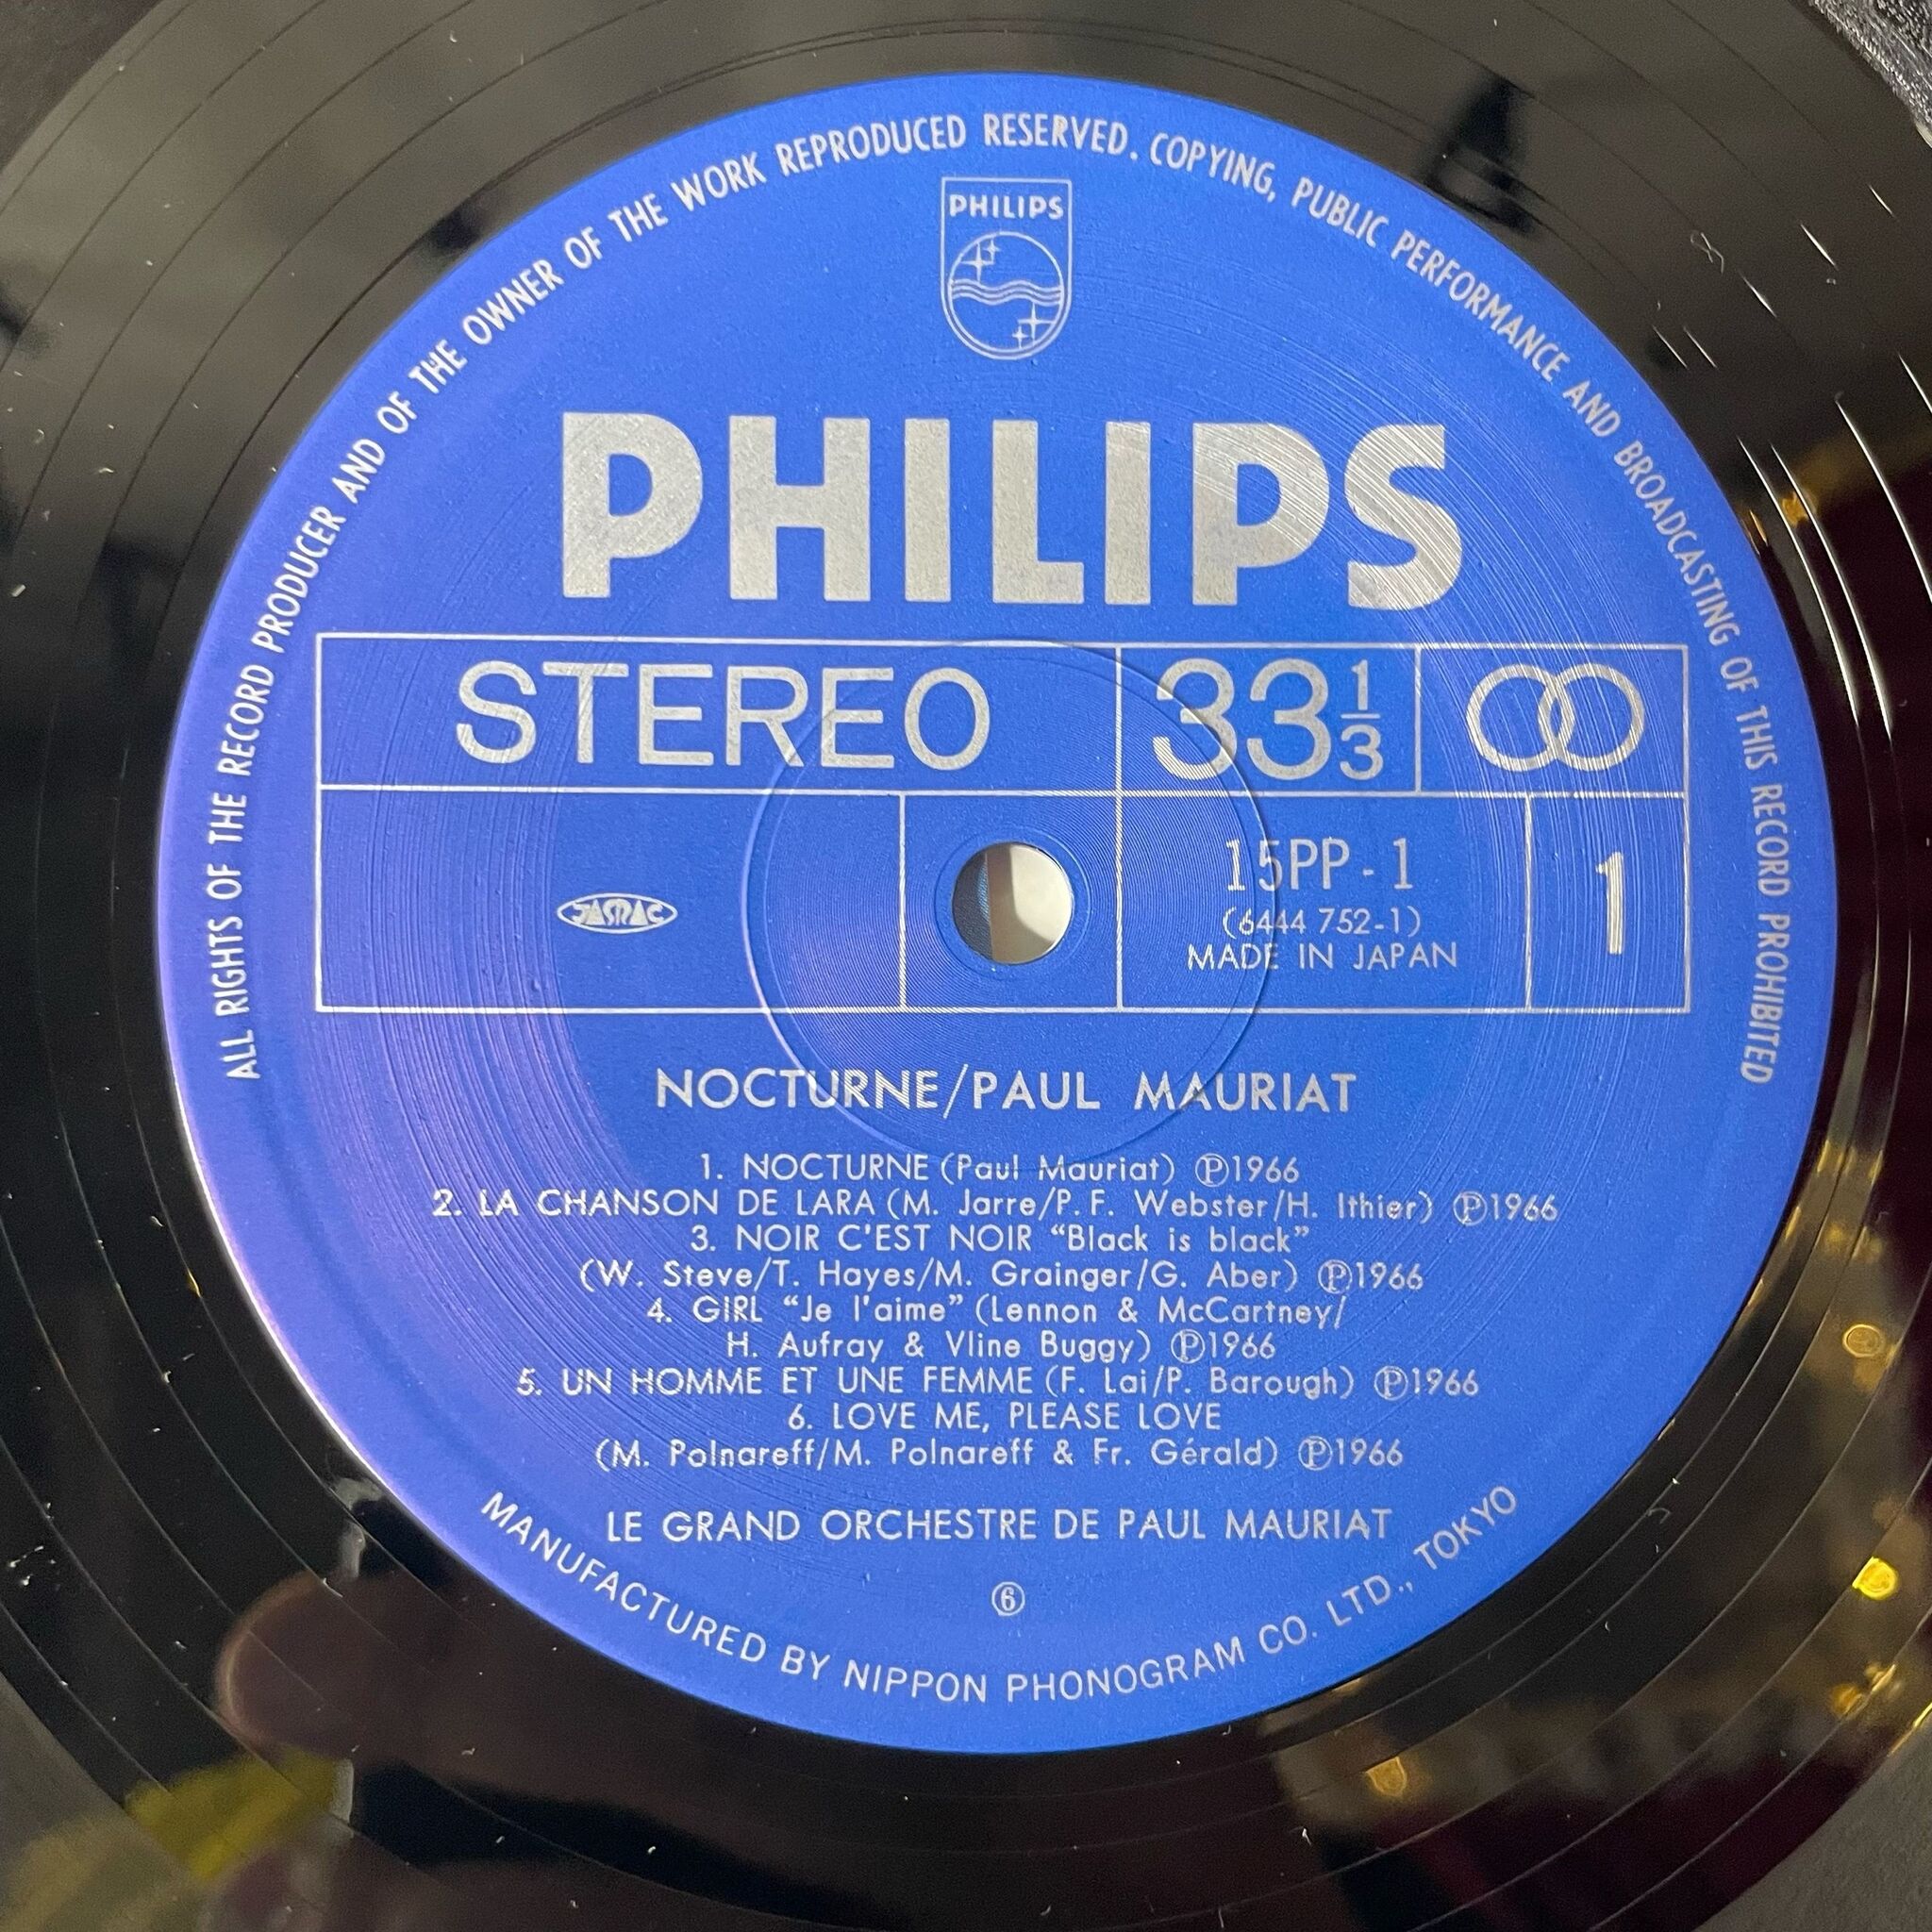 ALL RIGHTS OF THE RECORD PRODUCER AND OF THE OWNER OF THE WORK REPRODUCED RESERVED. COPYING, PUBLIC PERFORMANCE AND BROADCASTING OF THIS RECORD PROHIBITED
PHILIPS
PHILIPS
STEREO 33 1/3
JASRAC
15PP-1
(6444 752-1)
MADE IN JAPAN
1
NOCTURNE/PAUL MAURIAT
1. NOCTURNE (Paul Mauriat) ℗1966
2. LA CHANSON DE LARA (M. Jarre/P. F. Webster/H. Ithier) ℗1966
3. NOIR C'EST NOIR “Black is black”
(W. Steve/T. Hayes/M. Grainger/G. Aber) ℗1966
4. GIRL “Je l'aime” (Lennon & McCartney/
H. Aufray & Vline Buggy) ℗1966
5. UN HOMME ET UNE FEMME (F. Lai/P. Barough) ℗1966
6. LOVE ME, PLEASE LOVE
(M. Polnareff/M. Polnareff & Fr. Gérald) ℗1966
LE GRAND ORCHESTRE DE PAUL MAURIAT
⑥
MANUFACTURED BY NIPPON PHONOGRAM CO. LTD., TOKYO